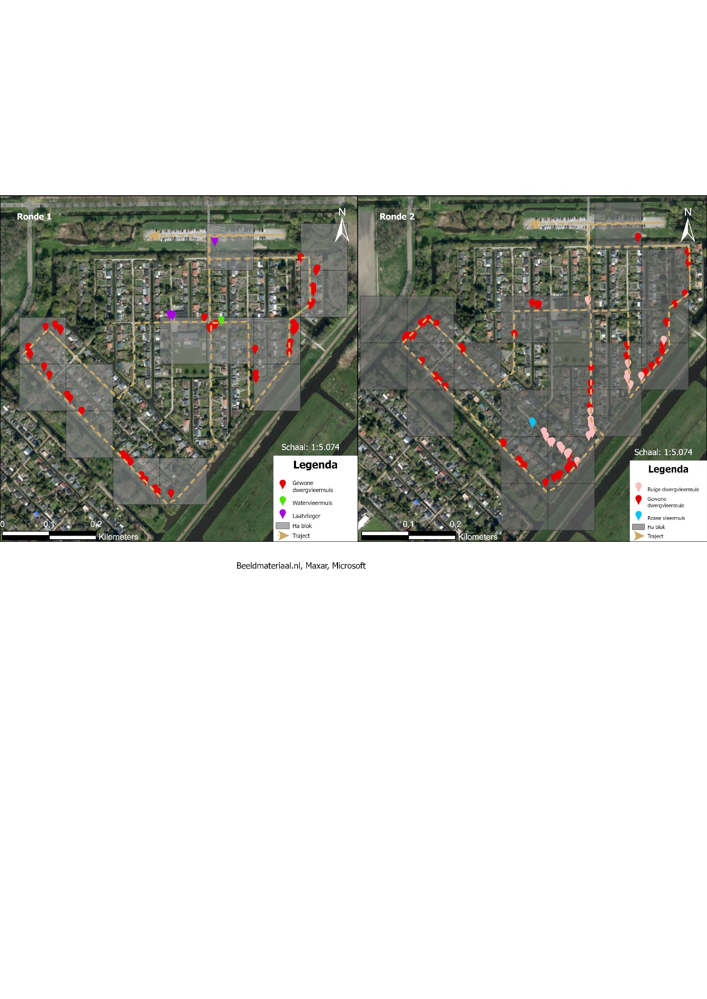 Ronde 1
N
Schaal: 1:5.074
Legenda
Gewone
dwergvleermuis
Watervleermuis
Laatvlieger
Ha blok
Traject
0
0,1
0,2
Kilometers
Ronde 2
N
Schaal: 1:5.074
Legenda
Ruige dwergvleermuis
Gewone
dwergvleermuis
Rosse vleermuis
Ha blok
Traject
0
0,1
0,2
Kilometers
Beeldmateriaal.nl, Maxar, Microsoft